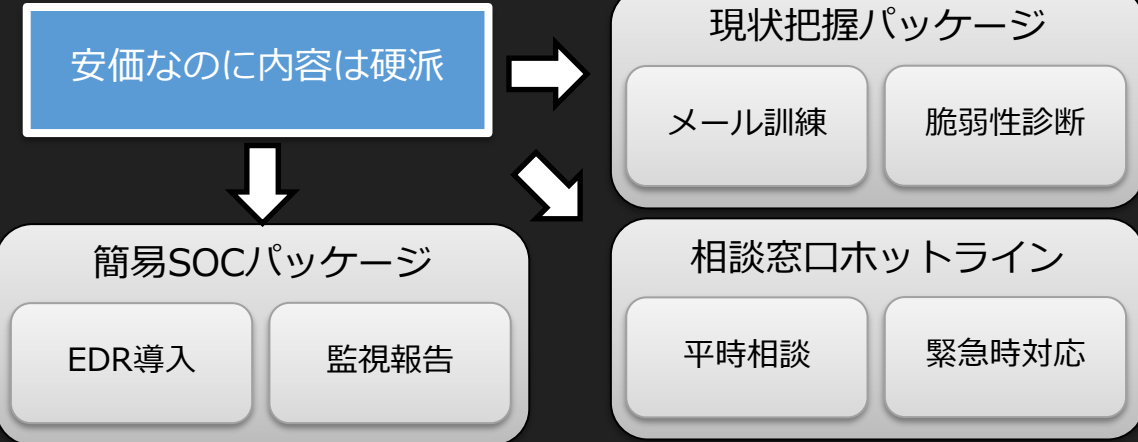 安価なのに内容は硬派
現状把握パッケージ
メール訓練
脆弱性診断
簡易SOCパッケージ
EDR導入
監視報告
相談窓口ホットライン
平時相談
緊急時対応